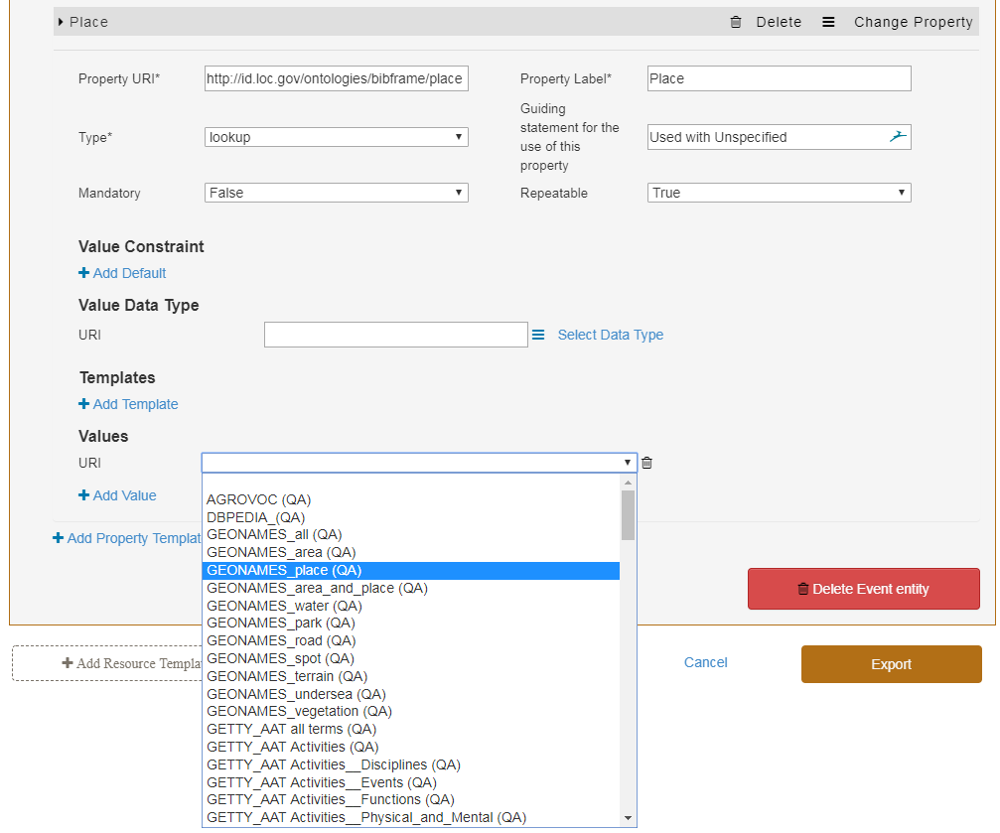 Place Delete Change Property
Property URI* http://id.loc.gov/ontologies/bibframe/place Property Label* Place
Type* lookup Guiding statement for the use of this property Used with Unspecified
Mandatory False Repeatable True
Value Constraint
Add Default
Value Data Type
URI Select Data Type
Templates
Add Template
Values
URI
Add Value
AGROVOC (QA)
DBPEDIA_(QA)
GEONAMES_all (QA)
Add Property Templat
GEONAMES_area (QA)
GEONAMES_place (QA)
GEONAMES_area_and_place (QA)
Delete Event entity
GEONAMES_water (QA)
GEONAMES_park (QA)
GEONAMES_road (QA)
GEONAMES_spot (QA)
Add Resource Templa
Cancel
Export
GEONAMES_terrain (QA)
GEONAMES_undersea (QA)
GEONAMES_vegetation (QA)
GETTY_AAT all terms (QA)
GETTY_AAT Activities (QA)
GETTY_AAT Activities__Disciplines (QA)
GETTY_AAT Activities__Events (QA)
GETTY_AAT Activities__Functions (QA)
GETTY_AAT Activities__Physical_and_Mental (QA)